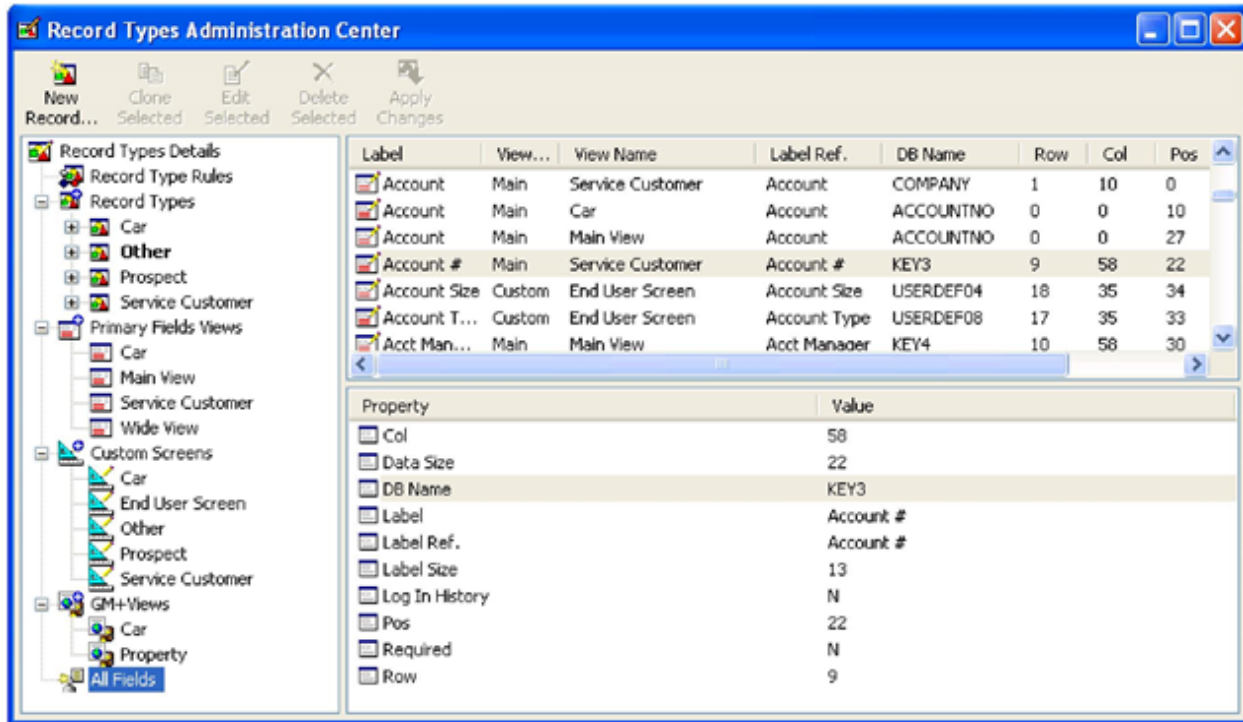 Record Types Administration Center
New Record... Clone Selected Edit Selected Delete Selected Apply Changes
Record Types Details
Record Type Rules
Record Types
Car
Other
Prospect
Service Customer
Primary Fields Views
Car
Main View
Service Customer
Wide View
Custom Screens
Car
End User Screen
Other
Prospect
Service Customer
GM+Views
Car
Property
All Fields
Label View... View Name Label Ref. DB Name Row Col Pos
Account Main Service Customer Account COMPANY 1 10 0
Account Main Car Account ACCOUNTNO 0 0 10
Account Main Main View Account ACCOUNTNO 0 0 27
Account # Main Service Customer Account # KEY3 9 58 22
Account Size Custom End User Screen Account Size USERDEF04 18 35 34
Account T... Custom End User Screen Account Type USERDEF08 17 35 33
Acct Man... Main Main View Acct Manager KEY4 10 58 30
Property Value
Col 58
Data Size 22
DB Name KEY3
Label Account #
Label Ref. Account #
Label Size 13
Log In History N
Pos 22
Required N
Row 9